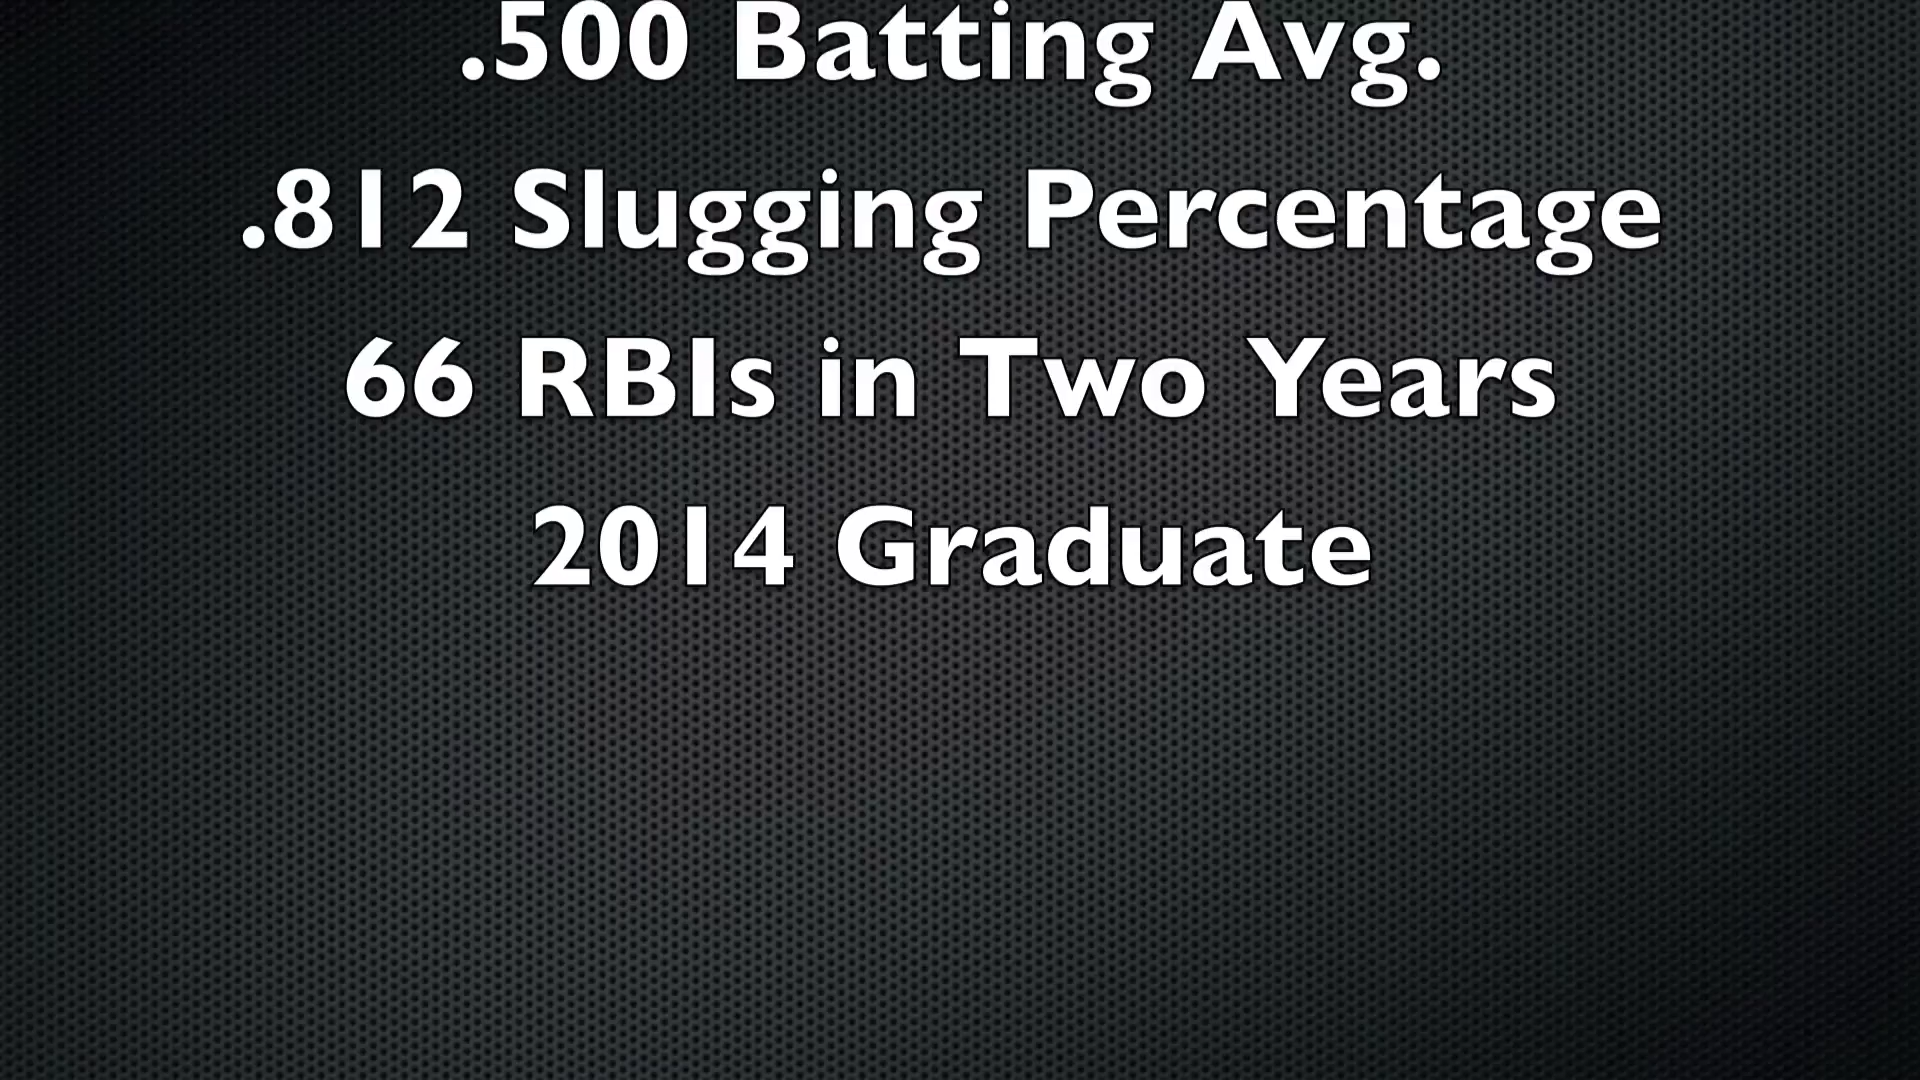 .500 Batting Avg.
.812 Slugging Percentage
66 RBIs in Two Years
2014 Graduate